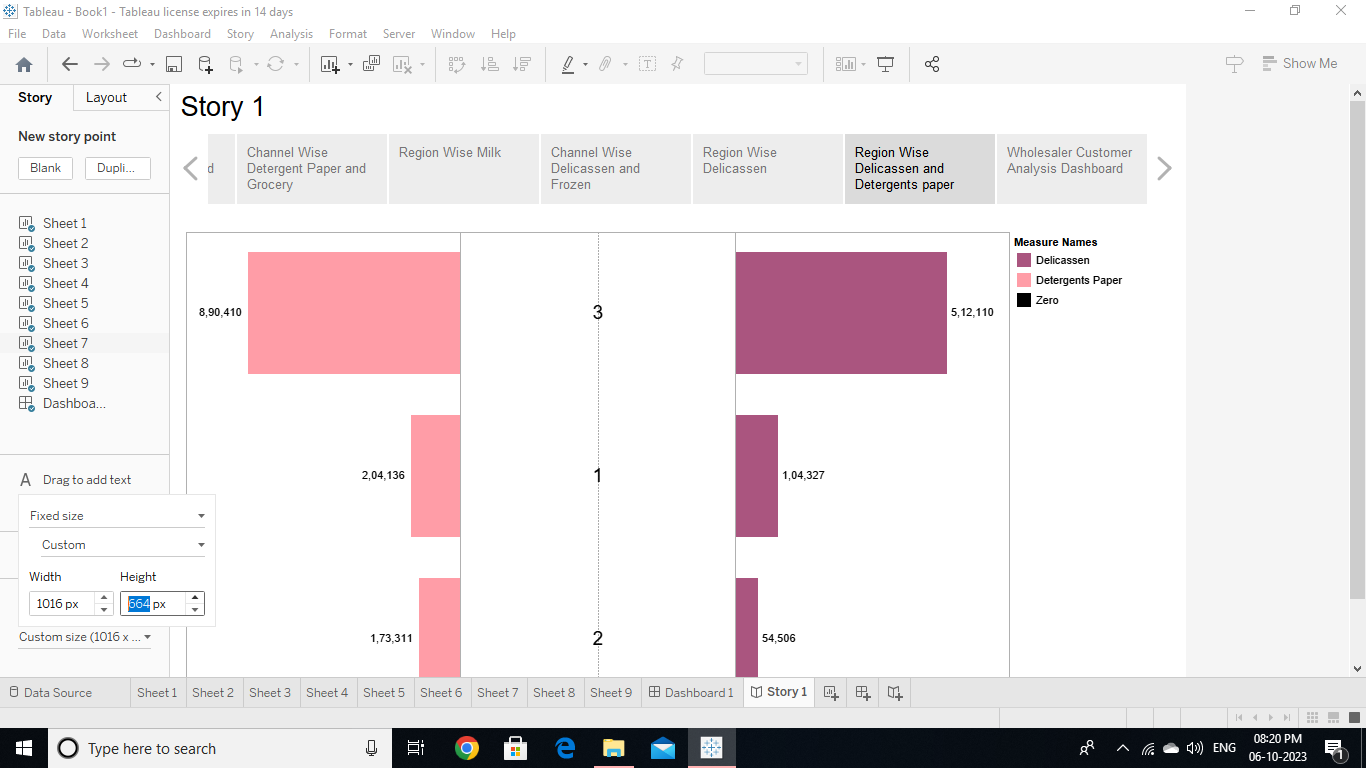 Tableau - Book1 - Tableau license expires in 14 days
File Data Worksheet Dashboard Story Analysis Format Server Window Help
Show Me
Story Layout
New story point
Blank Dupli...
Sheet 1
Sheet 2
Sheet 3
Sheet 4
Sheet 5
Sheet 6
Sheet 7
Sheet 8
Sheet 9
Dashboa...
A Drag to add text
Fixed size
Custom
Width Height
1016 px 664 px
Custom size (1016 x ...
Story 1
d
Channel Wise
Detergent Paper and
Grocery
Region Wise Milk
Channel Wise
Delicassen and
Frozen
Region Wise
Delicassen
Region Wise
Delicassen and
Detergents paper
Wholesaler Customer
Analysis Dashboard
8,90,410 3 5,12,110
2,04,136 1 1,04,327
1,73,311 2 54,506
Measure Names
Delicassen
Detergents Paper
Zero
Data Source Sheet 1 Sheet 2 Sheet 3 Sheet 4 Sheet 5 Sheet 6 Sheet 7 Sheet 8 Sheet 9 Dashboard 1 Story 1
Type here to search
ENG
08:20 PM
06-10-2023
1